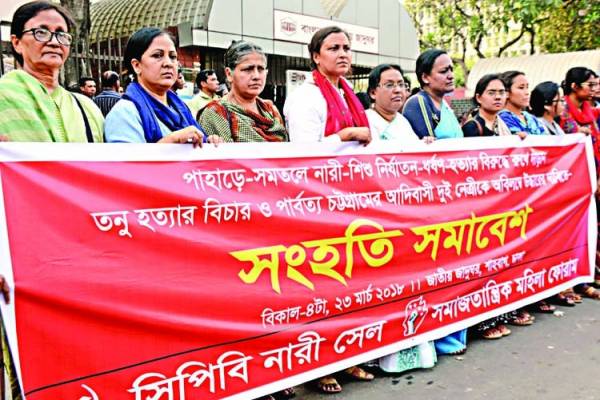 বাংলাদেশ জাতীয় জাদুঘর
পাহাড়ে-সমতলে নারী-শিশু নির্যাতন-ধর্ষণ-হত্যার বিরুদ্ধে রুখে দাঁড়ান
তনু হত্যার বিচার ও পার্বত্য চট্টগ্রামের আদিবাসী দুই নেত্রীকে অবিলম্বে উদ্ধারের দাবিতে-
সংহতি সমাবেশ
বিকাল-৪টা, ২৩ মার্চ ২০১৮ ।। জাতীয় জাদুঘর, শাহবাগ, ঢাকা
সিপিবি নারী সেল
সমাজতান্ত্রিক মহিলা ফোরাম